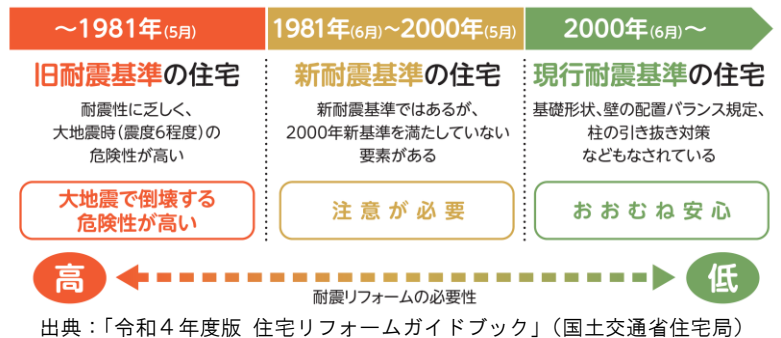 ～1981年(5月)
1981年(6月)～2000年(5月)
2000年(6月)～
旧耐震基準の住宅
耐震性に乏しく、
大地震時(震度6程度)の
危険性が高い
大地震で倒壊する
危険性が高い
新耐震基準の住宅
新耐震基準ではあるが、
2000年新基準を満たしていない
要素がある
注意が必要
現行耐震基準の住宅
基礎形状、壁の配置バランス規定、
柱の引き抜き対策
などもなされている
おおむね安心
高
低
耐震リフォームの必要性
出典：「令和４年度版 住宅リフォームガイドブック」（国土交通省住宅局）